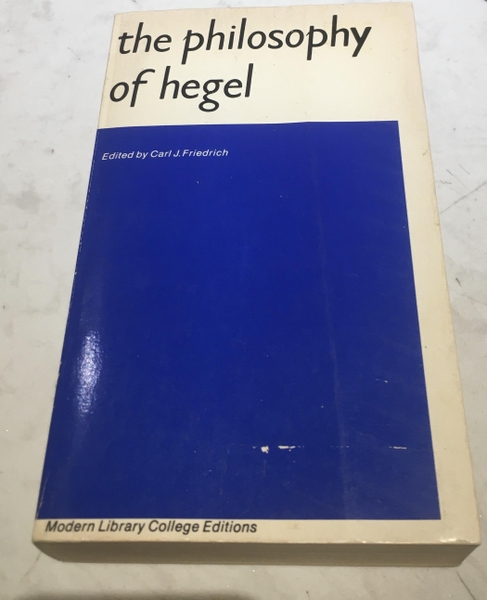 the philosophy
of hegel
Edited by Carl J. Friedrich
Modern Library College Editions